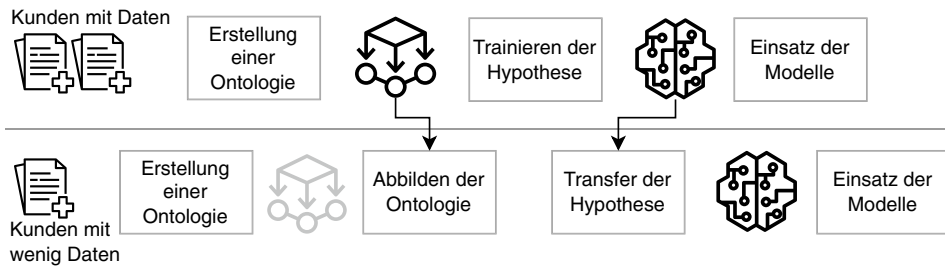 Kunden mit Daten
Erstellung
einer
Ontologie
Trainieren der
Hypothese
Einsatz der
Modelle
Erstellung
einer
Ontologie
Abbilden der
Ontologie
Transfer der
Hypothese
Einsatz der
Modelle
Kunden mit
wenig Daten